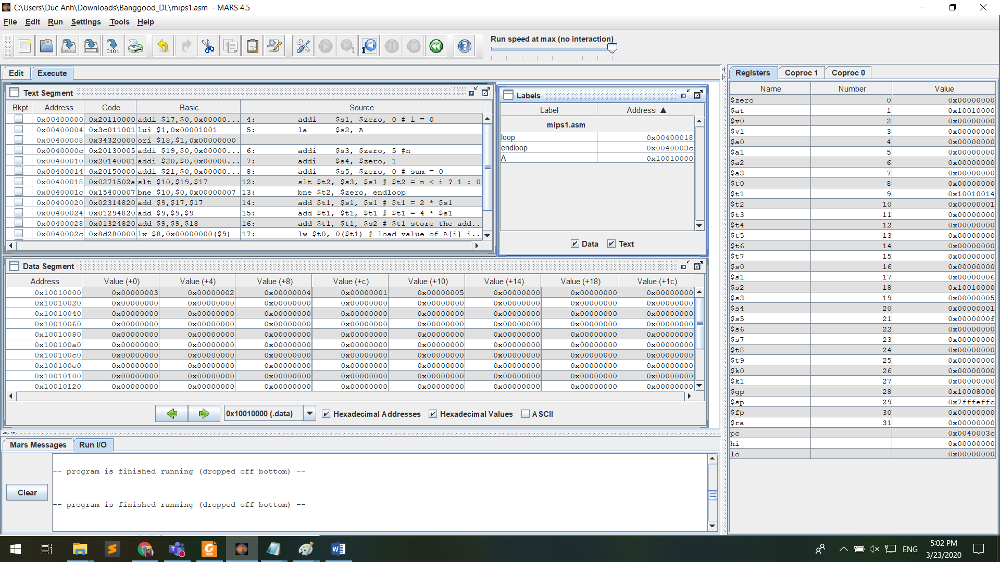 C:\Users\Duc Anh\Downloads\Banggood_DL\mips1.asm - MARS 4.5
File Edit Run Settings Tools Help
Run speed at max (no interaction)
Edit Execute
Text Segment
Bkpt Address Code Basic Source
0x00400000 0x20110000 addi $17,$0,0x00000... 4: addi $s1, $zero, 0 # i = 0
0x00400004 0x3c011001 lui $1,0x00001001 5: la $s2, A
0x00400008 0x34320000 ori $18,$1,0x00000000
0x0040000c 0x20130005 addi $19,$0,0x00000... 6: addi $s3, $zero, 5 #n
0x00400010 0x20140001 addi $20,$0,0x00000... 7: addi $s4, $zero, 1
0x00400014 0x20150000 addi $21,$0,0x00000... 8: addi $s5, $zero, 0 # sum = 0
0x00400018 0x0271502a slt $10,$19,$17 12: slt $t2, $s3, $s1 # $t2 = n < i ? 1 : 0
0x0040001c 0x15400007 bne $10,$0,0x00000007 13: bne $t2, $zero, endloop
0x00400020 0x02314820 add $9,$17,$17 14: add $t1, $s1, $s1 # $t1 = 2 * $s1
0x00400024 0x01294820 add $9,$9,$9 15: add $t1, $t1, $t1 # $t1 = 4 * $s1
0x00400028 0x01324820 add $9,$9,$18 16: add $t1, $t1, $s2 # $t1 store the add...
0x0040002c 0x8d280000 lw $8,0x00000000($9) 17: lw $t0, 0($t1) # load value of A[i] i...
Labels
Label Address ▲
mips1.asm
loop 0x00400018
endloop 0x0040003c
A 0x10010000
Data Text
Data Segment
Address Value (+0) Value (+4) Value (+8) Value (+c) Value (+10) Value (+14) Value (+18) Value (+1c)
0x10010000 0x00000003 0x00000002 0x00000004 0x00000001 0x00000005 0x00000000 0x00000000 0x00000000
0x10010020 0x00000000 0x00000000 0x00000000 0x00000000 0x00000000 0x00000000 0x00000000 0x00000000
0x10010040 0x00000000 0x00000000 0x00000000 0x00000000 0x00000000 0x00000000 0x00000000 0x00000000
0x10010060 0x00000000 0x00000000 0x00000000 0x00000000 0x00000000 0x00000000 0x00000000 0x00000000
0x10010080 0x00000000 0x00000000 0x00000000 0x00000000 0x00000000 0x00000000 0x00000000 0x00000000
0x100100a0 0x00000000 0x00000000 0x00000000 0x00000000 0x00000000 0x00000000 0x00000000 0x00000000
0x100100c0 0x00000000 0x00000000 0x00000000 0x00000000 0x00000000 0x00000000 0x00000000 0x00000000
0x100100e0 0x00000000 0x00000000 0x00000000 0x00000000 0x00000000 0x00000000 0x00000000 0x00000000
0x10010100 0x00000000 0x00000000 0x00000000 0x00000000 0x00000000 0x00000000 0x00000000 0x00000000
0x10010120 0x00000000 0x00000000 0x00000000 0x00000000 0x00000000 0x00000000 0x00000000 0x00000000
0x10010000 (.data) Hexadecimal Addresses Hexadecimal Values ASCII
Mars Messages Run I/O
-- program is finished running (dropped off bottom) --
Clear
-- program is finished running (dropped off bottom) --
Registers Coproc 1 Coproc 0
Name Number Value
$zero 0 0x00000000
$at 1 0x10010000
$v0 2 0x00000000
$v1 3 0x00000000
$a0 4 0x00000000
$a1 5 0x00000000
$a2 6 0x00000000
$a3 7 0x00000000
$t0 8 0x00000000
$t1 9 0x10010014
$t2 10 0x00000001
$t3 11 0x00000000
$t4 12 0x00000000
$t5 13 0x00000000
$t6 14 0x00000000
$t7 15 0x00000000
$s0 16 0x00000000
$s1 17 0x00000006
$s2 18 0x10010000
$s3 19 0x00000005
$s4 20 0x00000001
$s5 21 0x0000000f
$s6 22 0x00000000
$s7 23 0x00000000
$t8 24 0x00000000
$t9 25 0x00000000
$k0 26 0x00000000
$k1 27 0x00000000
$gp 28 0x10008000
$sp 29 0x7fffeffc
$fp 30 0x00000000
$ra 31 0x00000000
pc 0x0040003c
hi 0x00000000
lo 0x00000000
ENG
5:02 PM
3/23/2020